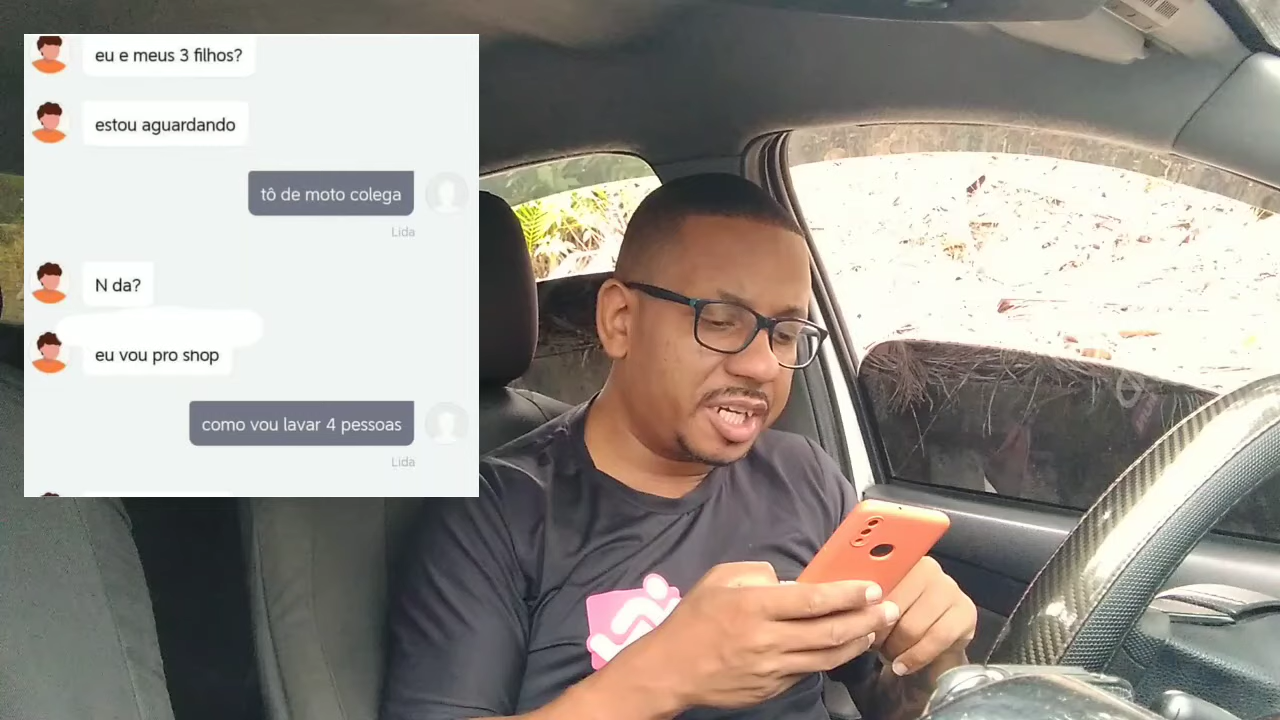 eu e meus 3 filhos?
estou aguardando
tô de moto colega
Lida
N da?
eu vou pro shop
como vou lavar 4 pessoas
Lida